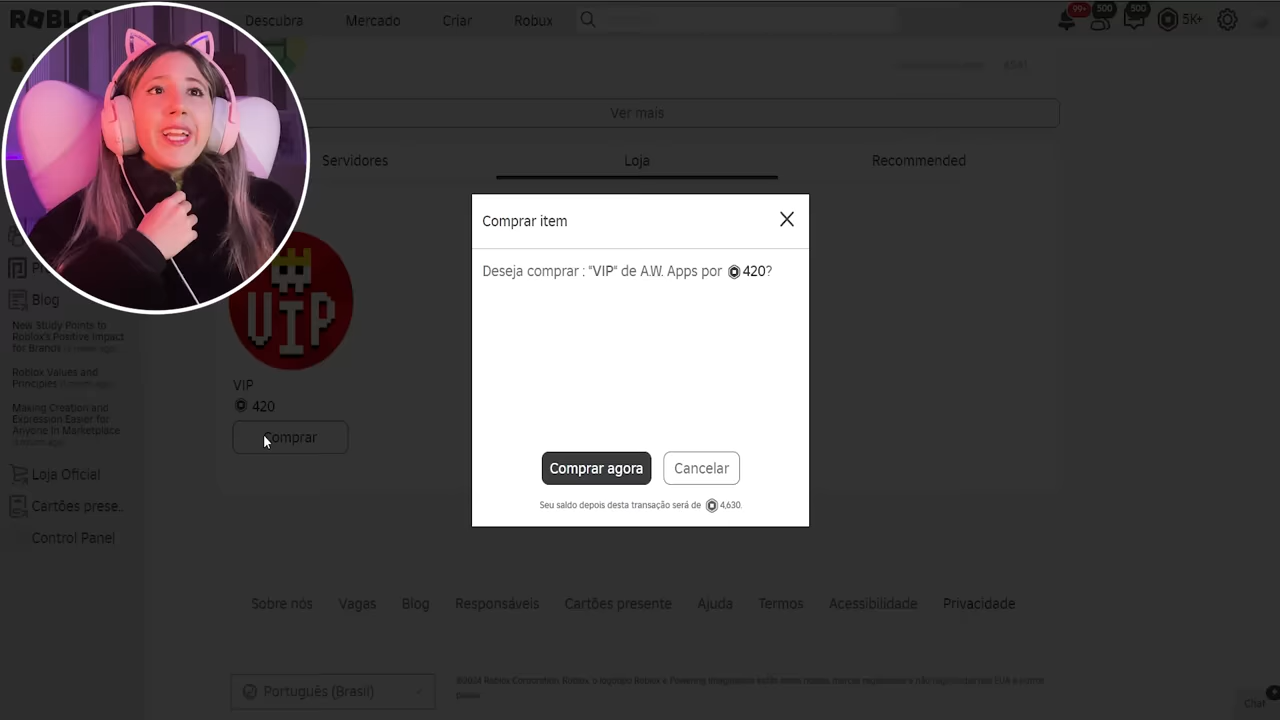 Descubra
Mercado
Criar
Robux
99+
500
500
5K+
Ver mais
Servidores
Loja
Recommended
Comprar item
Deseja comprar : "VIP" de A.W. Apps por 420?
Comprar agora
Cancelar
Seu saldo depois desta transação será de 4,630.
VIP
VIP
420
Comprar
Blog
New Study Points to
Roblox's Positive Impact
for Brands
Roblox Values and
Principles
Making Creation and
Expression Easier for
Anyone in Marketplace
Loja Oficial
Cartões prese..
Control Panel
Sobre nós
Vagas
Blog
Responsáveis
Cartões presente
Ajuda
Termos
Acessibilidade
Privacidade
Português (Brasil)
Chat